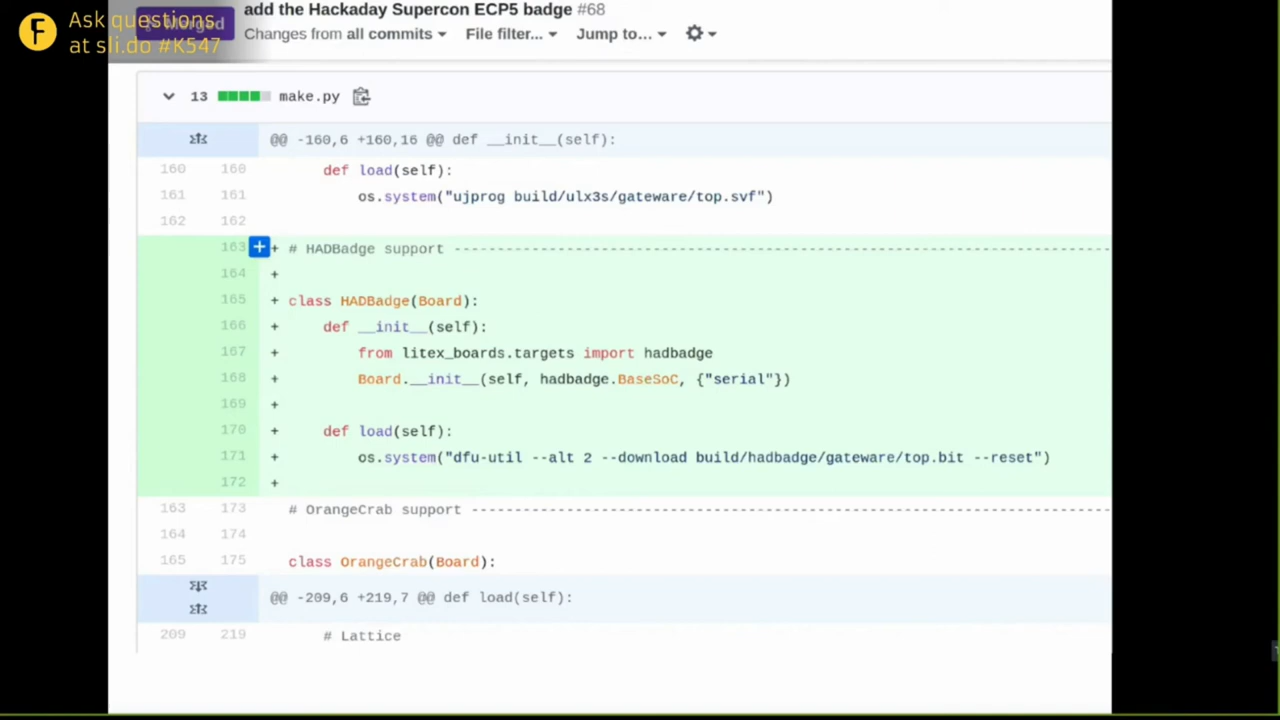 add the Hackaday Supercon ECP5 badge #68
Ask questions
at sli.do #K547
Merged
Changes from all commits File filter... Jump to...
13 make.py
@@ -160,6 +160,16 @@ def __init__(self):
160 160 def load(self):
161 161 os.system("ujprog build/ulx3s/gateware/top.svf")
162 162
163 + # HADBadge support ----------------------------------------------------------------------------
164 +
165 + class HADBadge(Board):
166 + def __init__(self):
167 + from litex_boards.targets import hadbadge
168 + Board.__init__(self, hadbadge.BaseSoC, {"serial"})
169 +
170 + def load(self):
171 + os.system("dfu-util --alt 2 --download build/hadbadge/gateware/top.bit --reset")
172 +
163 173 # OrangeCrab support --------------------------------------------------------------------------
164 174
165 175 class OrangeCrab(Board):
@@ -209,6 +219,7 @@ def load(self):
209 219 # Lattice